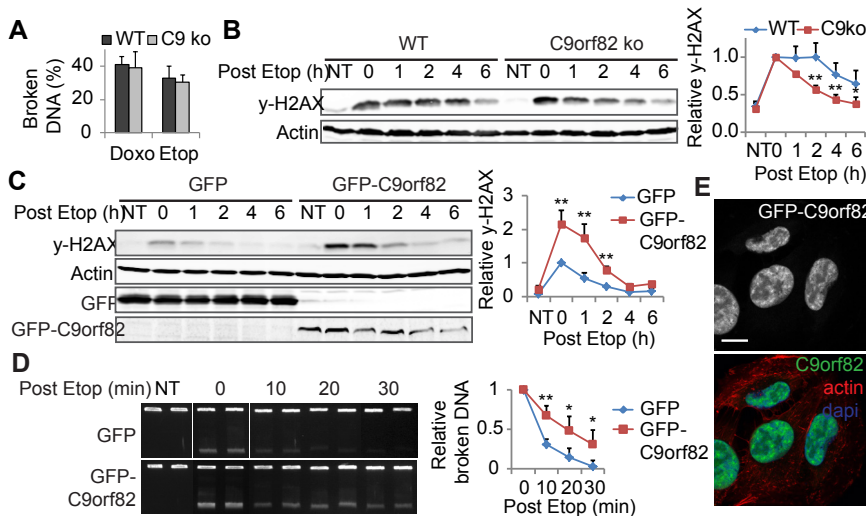 A
WT C9 ko
Broken
DNA (%)
40
20
0
Doxo Etop
B
WT C9orf82 ko
Post Etop (h) NT 0 1 2 4 6 NT 0 1 2 4 6
y-H2AX
Actin
WT C9ko
Relative y-H2AX
1.0
0.5
0
** ** *
NT 0 1 2 4 6
Post Etop (h)
C
GFP GFP-C9orf82
Post Etop (h) NT 0 1 2 4 6 NT 0 1 2 4 6
y-H2AX
Actin
GFP
GFP-C9orf82
Relative y-H2AX
3
2
1
0
** ** **
GFP
GFP-
C9orf82
NT 0 1 2 4 6
Post Etop (h)
D
Post Etop (min) NT 0 10 20 30
GFP
GFP-
C9orf82
Relative
broken DNA
1
0.5
0
** * *
GFP
GFP-
C9orf82
0 10 20 30
Post Etop (min)
E
GFP-C9orf82
C9orf82
actin
dapi